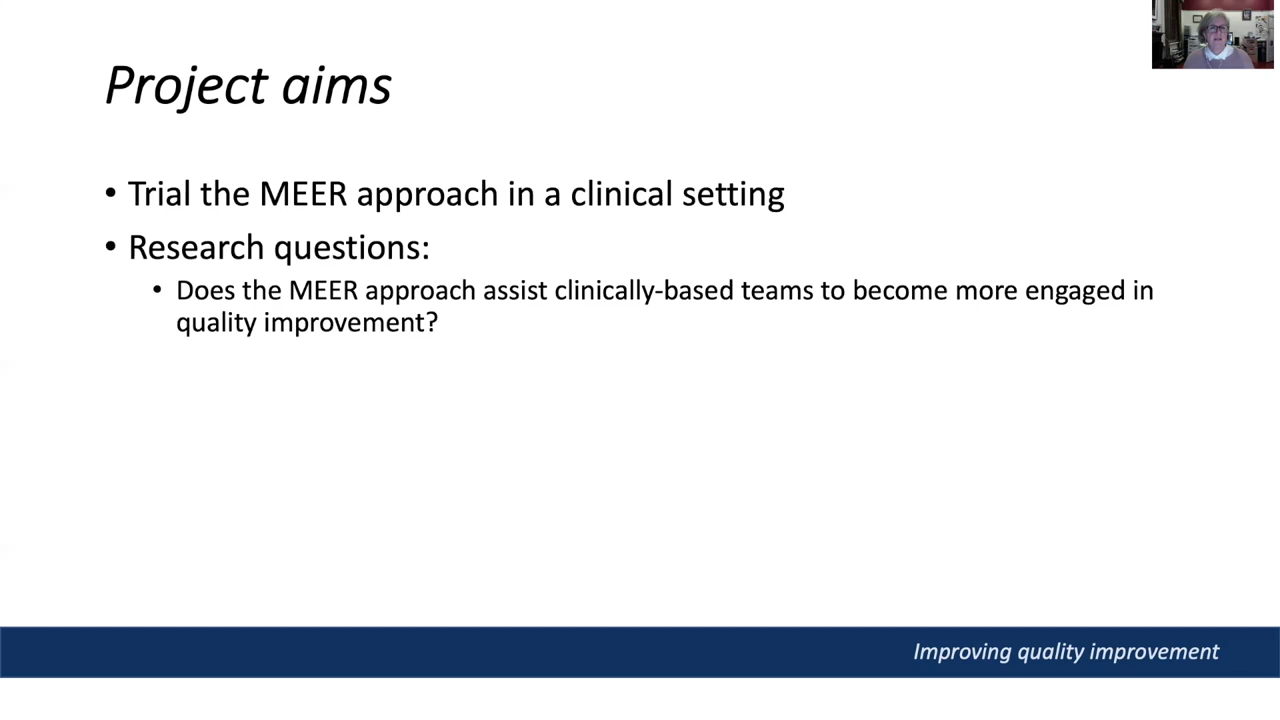 Project aims
• Trial the MEER approach in a clinical setting
• Research questions:
• Does the MEER approach assist clinically-based teams to become more engaged in
quality improvement?
Improving quality improvement